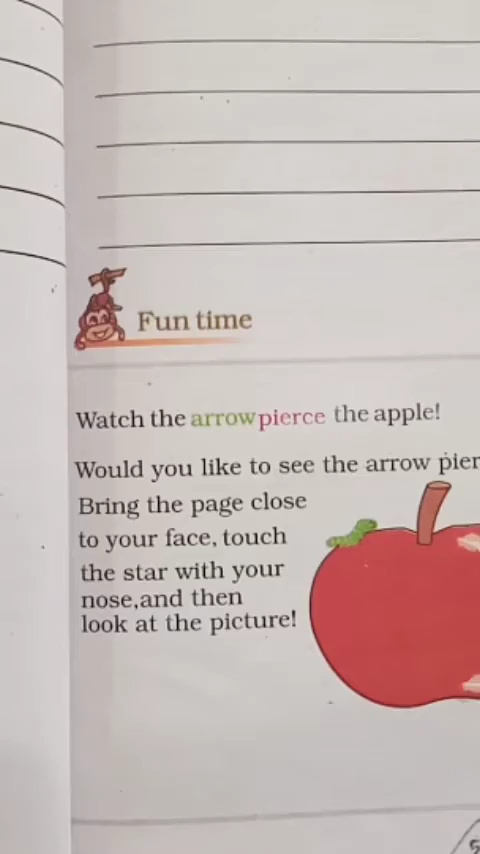 Fun time
Watch the arrow pierce the apple!
Would you like to see the arrow
Bring the page close
to your face, touch
the star with your
nose,and then
look at the picture!